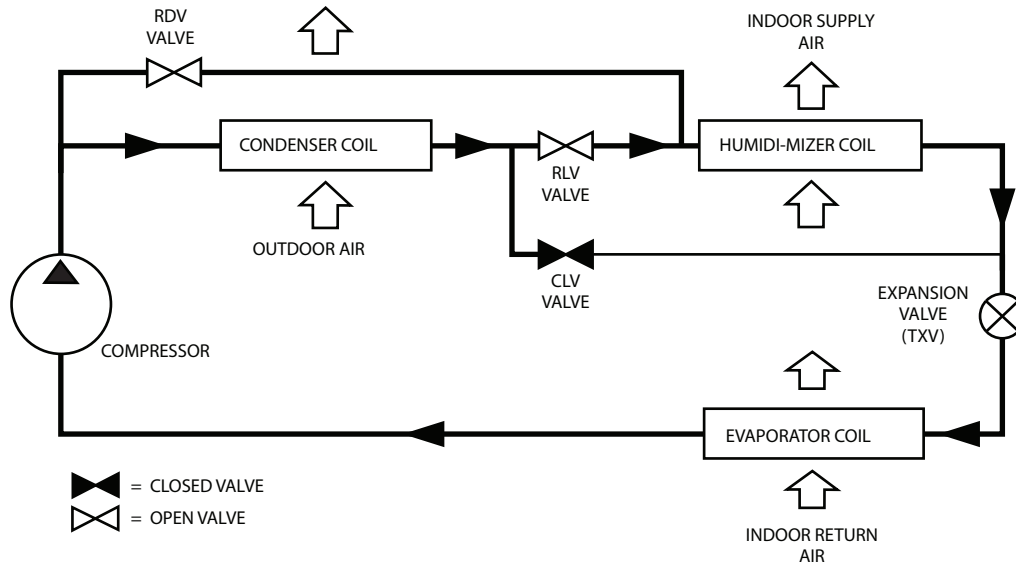 RDV
VALVE
INDOOR SUPPLY
AIR
CONDENSER COIL
HUMIDI-MIZER COIL
RLV
VALVE
OUTDOOR AIR
CLV
VALVE
EXPANSION
VALVE
(TXV)
COMPRESSOR
EVAPORATOR COIL
= CLOSED VALVE
= OPEN VALVE
INDOOR RETURN
AIR